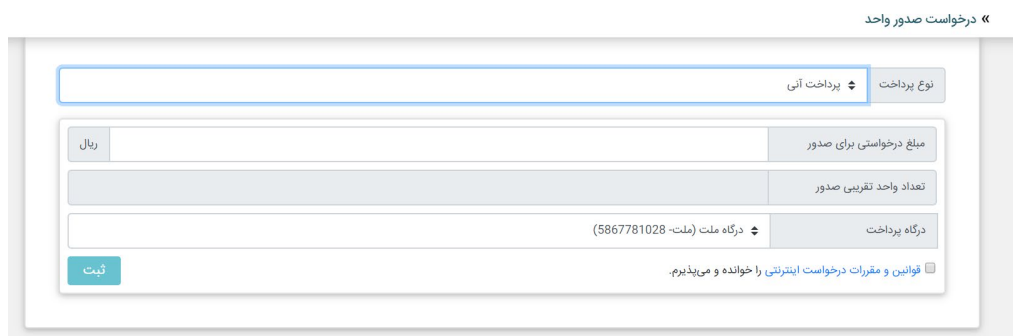 » درخواست صدور واحد
نوع پرداخت پرداخت آنی
مبلغ درخواستی برای صدور ریال
تعداد واحد تقریبی صدور
درگاه پرداخت درگاه ملت (ملت- 5867781028)
قوانین و مقررات درخواست اینترنتی را خوانده و می‌پذیرم. ثبت